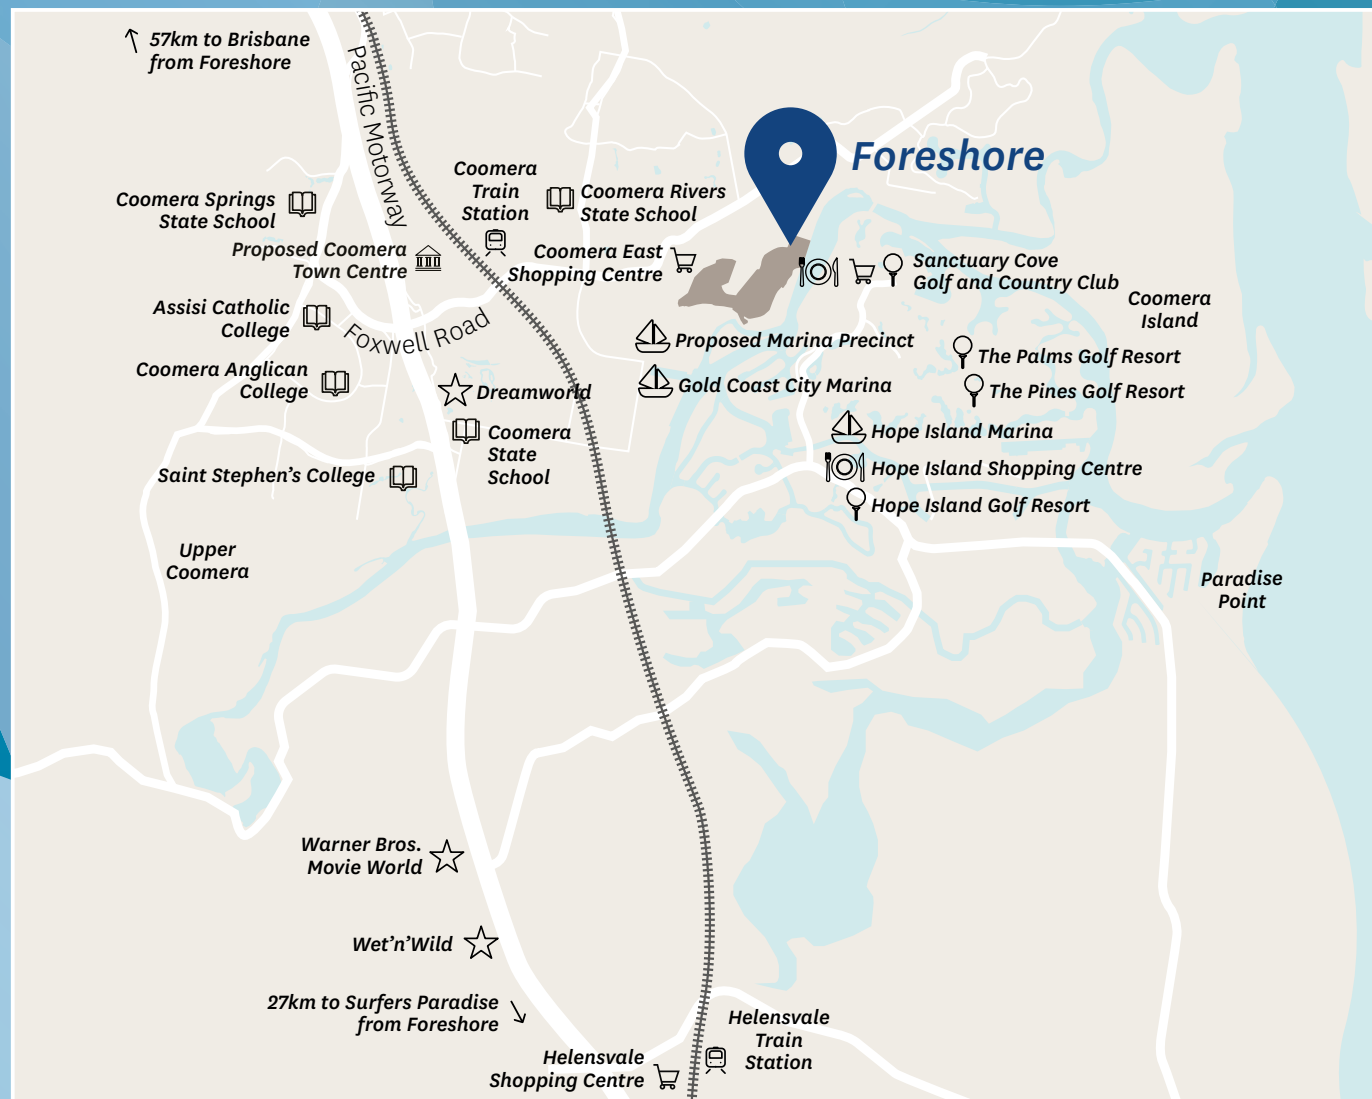 57km to Brisbane
from Foreshore
Pacific Motorway
Foreshore
Coomera
Train
Station
Coomera Rivers
State School
Coomera Springs
State School
Proposed Coomera
Town Centre
Coomera East
Shopping Centre
Sanctuary Cove
Golf and Country Club
Coomera
Island
Assisi Catholic
College
Foxwell Road
Proposed Marina Precinct
The Palms Golf Resort
Coomera Anglican
College
Dreamworld
Gold Coast City Marina
The Pines Golf Resort
Coomera
State
School
Hope Island Marina
Saint Stephen's College
Hope Island Shopping Centre
Hope Island Golf Resort
Upper
Coomera
Paradise
Point
Warner Bros.
Movie World
Wet'n'Wild
27km to Surfers Paradise
from Foreshore
Helensvale
Train
Station
Helensvale
Shopping Centre